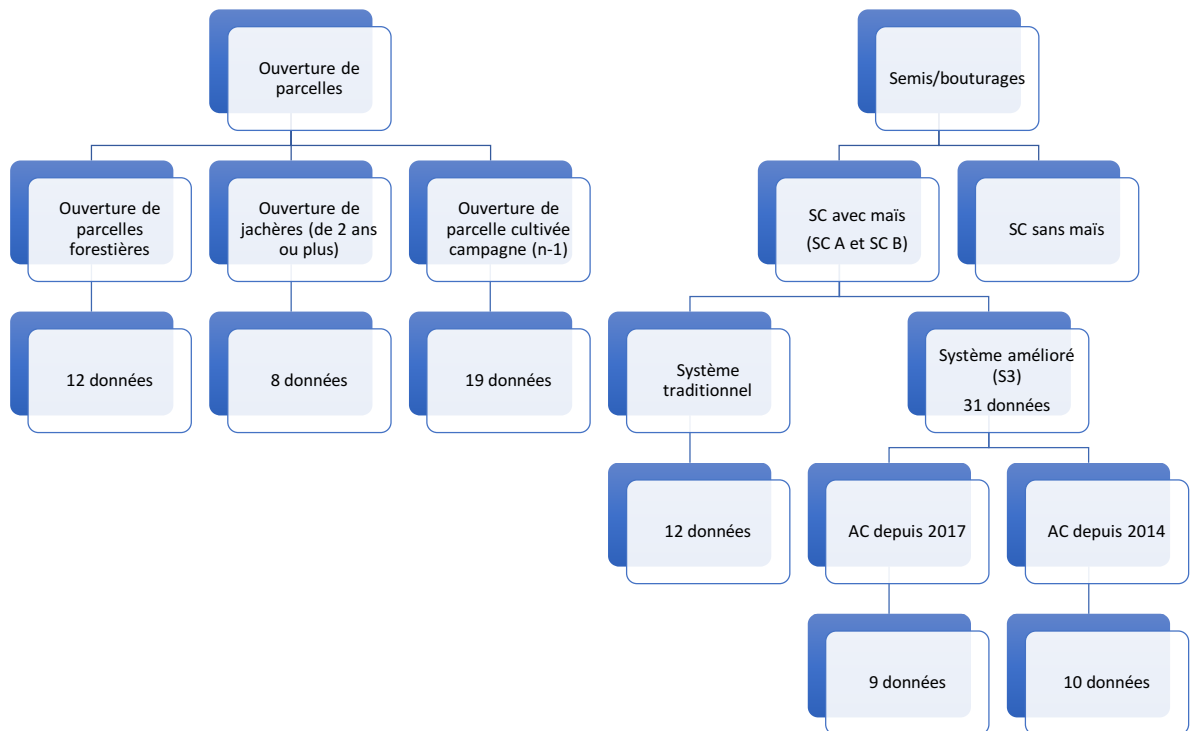 Ouverture de
parcelles
Ouverture de
parcelles
forestières
Ouverture de
jachères (de 2 ans
ou plus)
Ouverture de
parcelle cultivée
campagne (n-1)
12 données
8 données
19 données
Semis/bouturages
SC avec maïs
(SC A et SC B)
SC sans maïs
Système
traditionnel
Système amélioré
(S3)
31 données
12 données
AC depuis 2017
AC depuis 2014
9 données
10 données